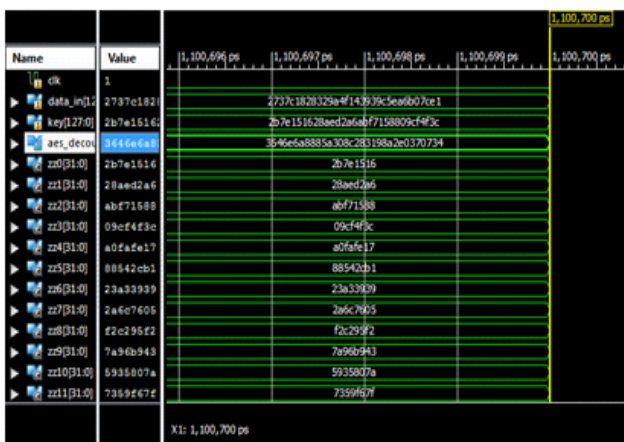 1,100,700 ps
Name Value 1,100,696 ps 1,100,697 ps 1,100,698 ps 1,100,699 ps 1,100,700 ps
clk 1
data_in[12 2737c1828
key[127:0] 2b7e15162 2b7e151628aed2a6abf7158809cf4f3c
aes_decou 3646e6a8
zz0[31:0] 2b7e1516 2b7e1516
zz1[31:0] 28aed2a6 28aed2a6
zz2[31:0] abf71588 abf71588
zz3[31:0] 09cf4f3c 09cf4f3c
zz4[31:0] a0fafe17 a0fafe17
zz5[31:0] 88542cb1 88542cb1
zz6[31:0] 23a33939 23a33939
zz7[31:0] 2a6c7605 2a6c7605
zz8[31:0] f2c295f2 f2c295f2
zz9[31:0] 7a96b943 7a96b943
zz10[31:0] 5935807a 5935807a
zz11[31:0] 7359f67f 7359f67f
X1: 1,100,700 ps